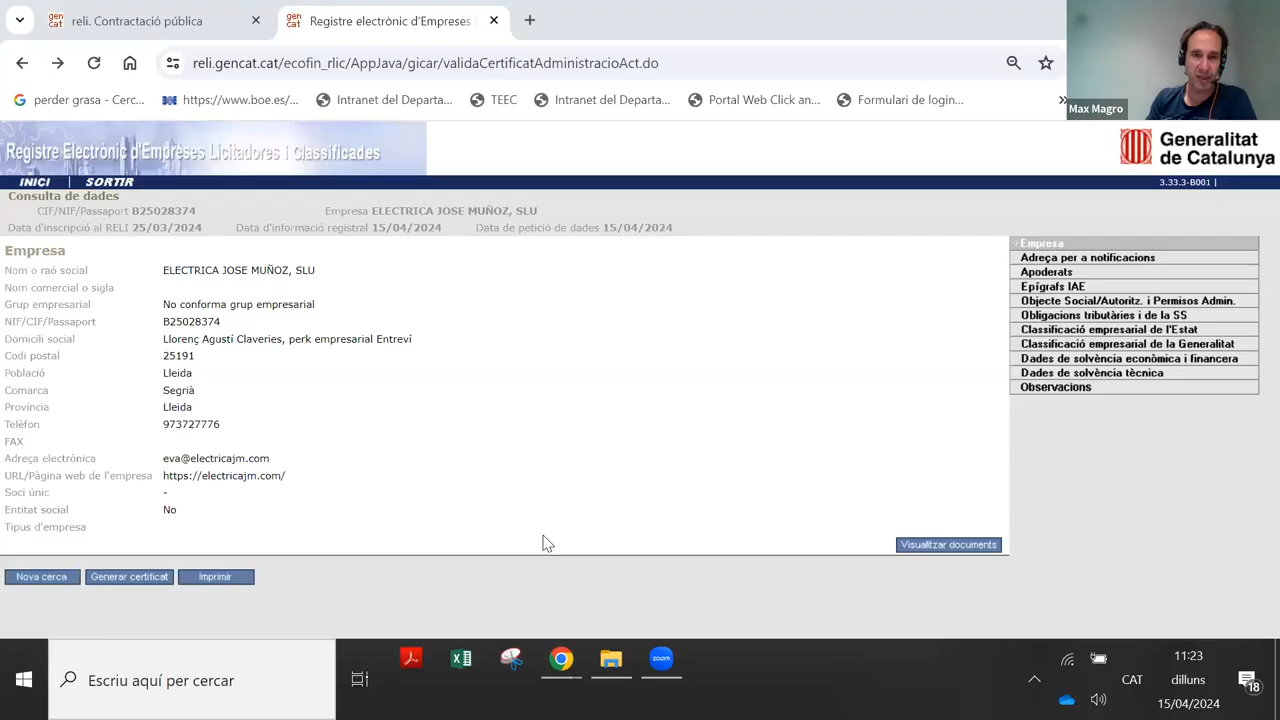 reli. Contractació pública
gen cat
Registre electrònic d'Empreses
gen cat
reli.gencat.cat/ecofin_rlic/AppJava/gicar/validaCertificatAdministracioAct.do
perder grasa - Cerc...
https://www.boe.es/...
Intranet del Departa...
TEEC
Intranet del Departa...
Portal Web Click an...
Formulari de login...
Max Magro
Registre Electrònic d'Empreses Licitadores i Classificades
Generalitat
de Catalunya
INICI | SORTIR
3.33.3-B001 |
Consulta de dades
CIF/NIF/Passaport B25028374 Empresa ELECTRICA JOSE MUÑOZ, SLU
Data d'inscripció al RELI 25/03/2024 Data d'informació registral 15/04/2024 Data de petició de dades 15/04/2024
Empresa
Nom o raó social ELECTRICA JOSE MUÑOZ, SLU
Nom comercial o sigla
Grup empresarial No conforma grup empresarial
NIF/CIF/Passaport B25028374
Domicili social Llorenç Agustí Claveries, perk empresarial Entreví
Codi postal 25191
Població Lleida
Comarca Segrià
Província Lleida
Telèfon 973727776
FAX
Adreça electrònica eva@electricajm.com
URL/Pàgina web de l'empresa https://electricajm.com/
Soci únic -
Entitat social No
Tipus d'empresa
Empresa
Adreça per a notificacions
Apoderats
Epígrafs IAE
Objecte Social/Autoritz. i Permisos Admin.
Obligacions tributàries i de la SS
Classificació empresarial de l'Estat
Classificació empresarial de la Generalitat
Dades de solvència econòmica i financera
Dades de solvència tècnica
Observacions
Visualitzar documents
Nova cerca
Generar certificat
Imprimir
Escriu aquí per cercar
zoom
CAT
11:23
dilluns
15/04/2024
18